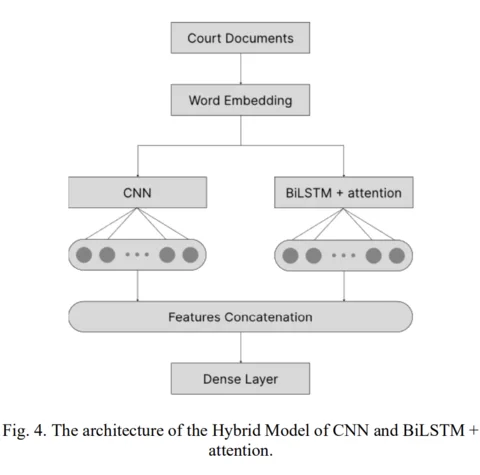 Court Documents
Word Embedding
CNN
BiLSTM + attention
Features Concatenation
Dense Layer
Fig. 4. The architecture of the Hybrid Model of CNN and BiLSTM +
attention.